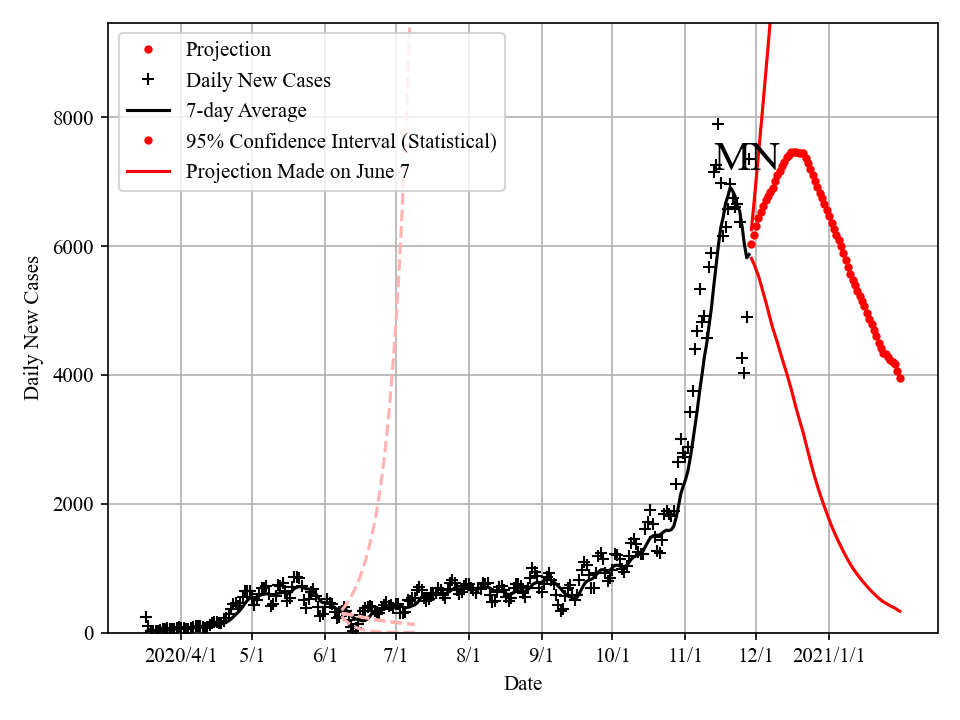 Projection
Daily New Cases
7-day Average
95% Confidence Interval (Statistical)
Projection Made on June 7
MN
8000
6000
4000
2000
0
Daily New Cases
2020/4/1 5/1 6/1 7/1 8/1 9/1 10/1 11/1 12/1 2021/1/1
Date